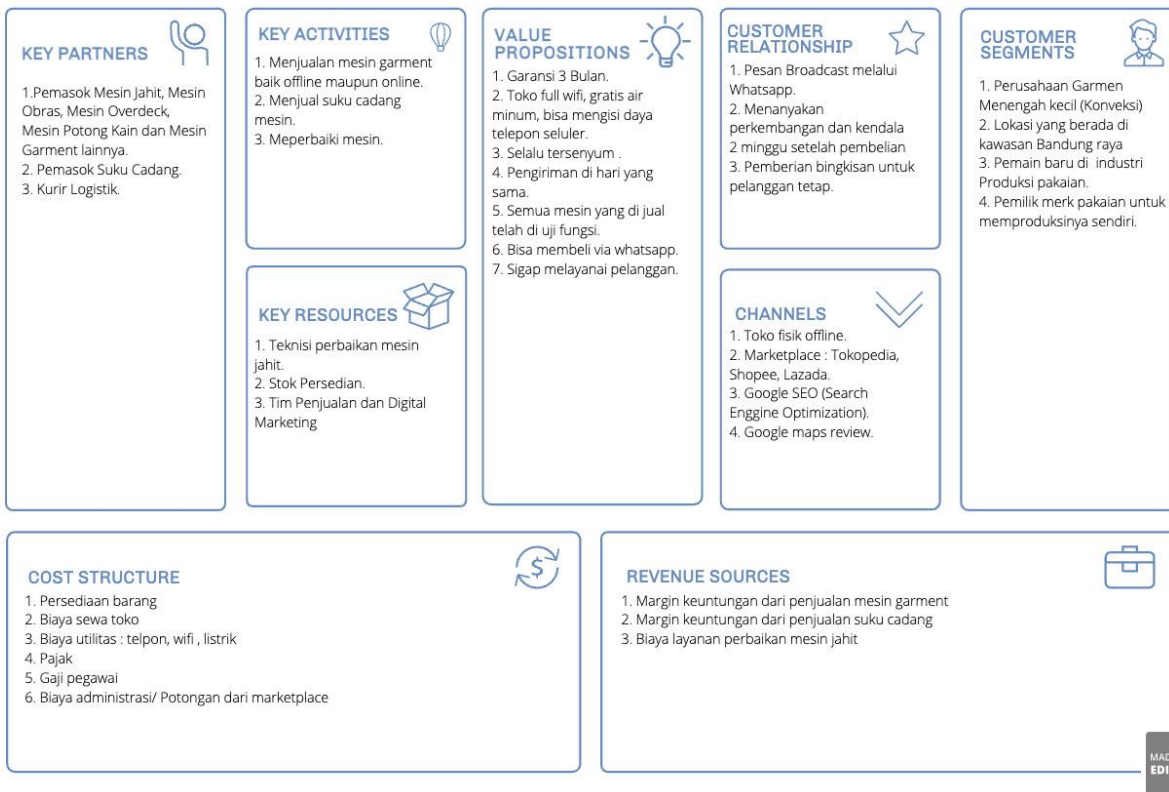 KEY PARTNERS
1.Pemasok Mesin Jahit, Mesin
Obras, Mesin Overdeck,
Mesin Potong Kain dan Mesin
Garment lainnya.
2. Pemasok Suku Cadang.
3. Kurir Logistik.
KEY ACTIVITIES
1. Menjualan mesin garment
baik offline maupun online.
2. Menjual suku cadang
mesin.
3. Meperbaiki mesin.
KEY RESOURCES
1. Teknisi perbaikan mesin
jahit.
2. Stok Persedian.
3. Tim Penjualan dan Digital
Marketing
VALUE
PROPOSITIONS
1. Garansi 3 Bulan.
2. Toko full wifi, gratis air
minum, bisa mengisi daya
telepon seluler.
3. Selalu tersenyum .
4. Pengiriman di hari yang
sama.
5. Semua mesin yang di jual
telah di uji fungsi.
6. Bisa membeli via whatsapp.
7. Sigap melayanai pelanggan.
CUSTOMER
RELATIONSHIP
1. Pesan Broadcast melalui
Whatsapp.
2. Menanyakan
perkembangan dan kendala
2 minggu setelah pembelian
3. Pemberian bingkisan untuk
pelanggan tetap.
CHANNELS
1. Toko fisik offline.
2. Marketplace : Tokopedia,
Shopee, Lazada.
3. Google SEO (Search
Enggine Optimization).
4. Google maps review.
CUSTOMER
SEGMENTS
1. Perusahaan Garmen
Menengah kecil (Konveksi)
2. Lokasi yang berada di
kawasan Bandung raya
3. Pemain baru di industri
Produksi pakaian.
4. Pemilik merk pakaian untuk
memproduksinya sendiri.
COST STRUCTURE
1. Persediaan barang
2. Biaya sewa toko
3. Biaya utilitas : telpon, wifi , listrik
4. Pajak
5. Gaji pegawai
6. Biaya administrasi/ Potongan dari marketplace
REVENUE SOURCES
1. Margin keuntungan dari penjualan mesin garment
2. Margin keuntungan dari penjualan suku cadang
3. Biaya layanan perbaikan mesin jahit